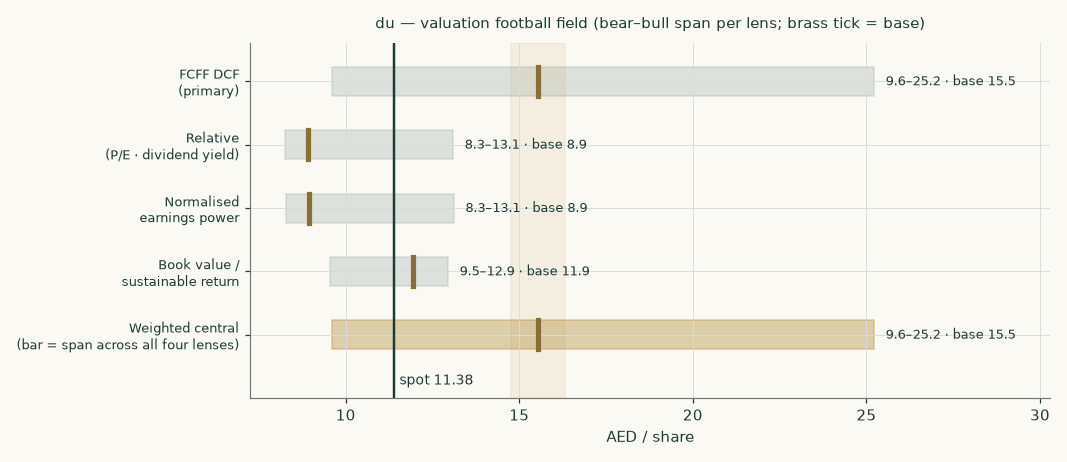 du — valuation football field (bear–bull span per lens; brass tick = base)
FCFF DCF
(primary)
9.6–25.2 · base 15.5
Relative
(P/E · dividend yield)
8.3–13.1 · base 8.9
Normalised
earnings power
8.3–13.1 · base 8.9
Book value /
sustainable return
9.5–12.9 · base 11.9
Weighted central
(bar = span across all four lenses)
9.6–25.2 · base 15.5
spot 11.38
10 15 20 25 30
AED / share